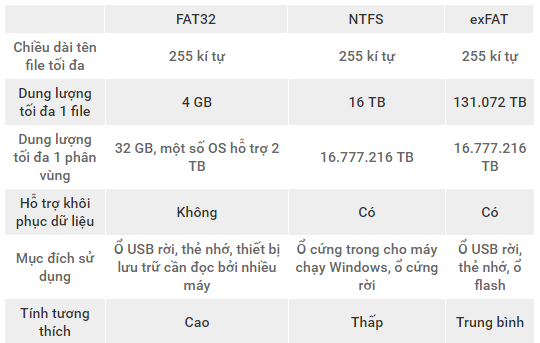 FAT32 NTFS exFAT
Chiều dài tên
file tối đa
255 kí tự 255 kí tự 255 kí tự
Dung lượng
tối đa 1 file
4 GB 16 TB 131.072 TB
Dung lượng
tối đa 1 phân
vùng
32 GB, một số OS hỗ trợ 2
TB
16.777.216 TB
16.777.216
TB
Hỗ trợ khôi
phục dữ liệu
Không Có Có
Mục đích sử
dụng
Ổ USB rời, thẻ nhớ, thiết bị
lưu trữ cần đọc bởi nhiều
máy
Ổ cứng trong cho máy
chạy Windows, ổ cứng
rời
Ổ USB rời,
thẻ nhớ, ổ
flash
Tính tương
thích
Cao Thấp Trung bình